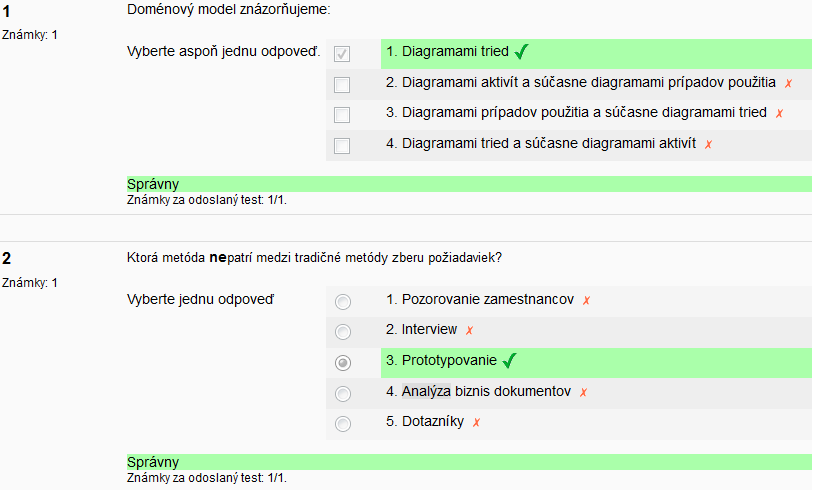 1
Doménový model znázorňujeme:
Známky: 1
Vyberte aspoň jednu odpoveď.
1. Diagramami tried
2. Diagramami aktivít a súčasne diagramami prípadov použitia
3. Diagramami prípadov použitia a súčasne diagramami tried
4. Diagramami tried a súčasne diagramami aktivít
Správny
Známky za odoslaný test: 1/1.
2
Ktorá metóda nepatrí medzi tradičné metódy zberu požiadaviek?
Známky: 1
Vyberte jednu odpoveď
1. Pozorovanie zamestnancov
2. Interview
3. Prototypovanie
4. Analýza biznis dokumentov
5. Dotazníky
Správny
Známky za odoslaný test: 1/1.